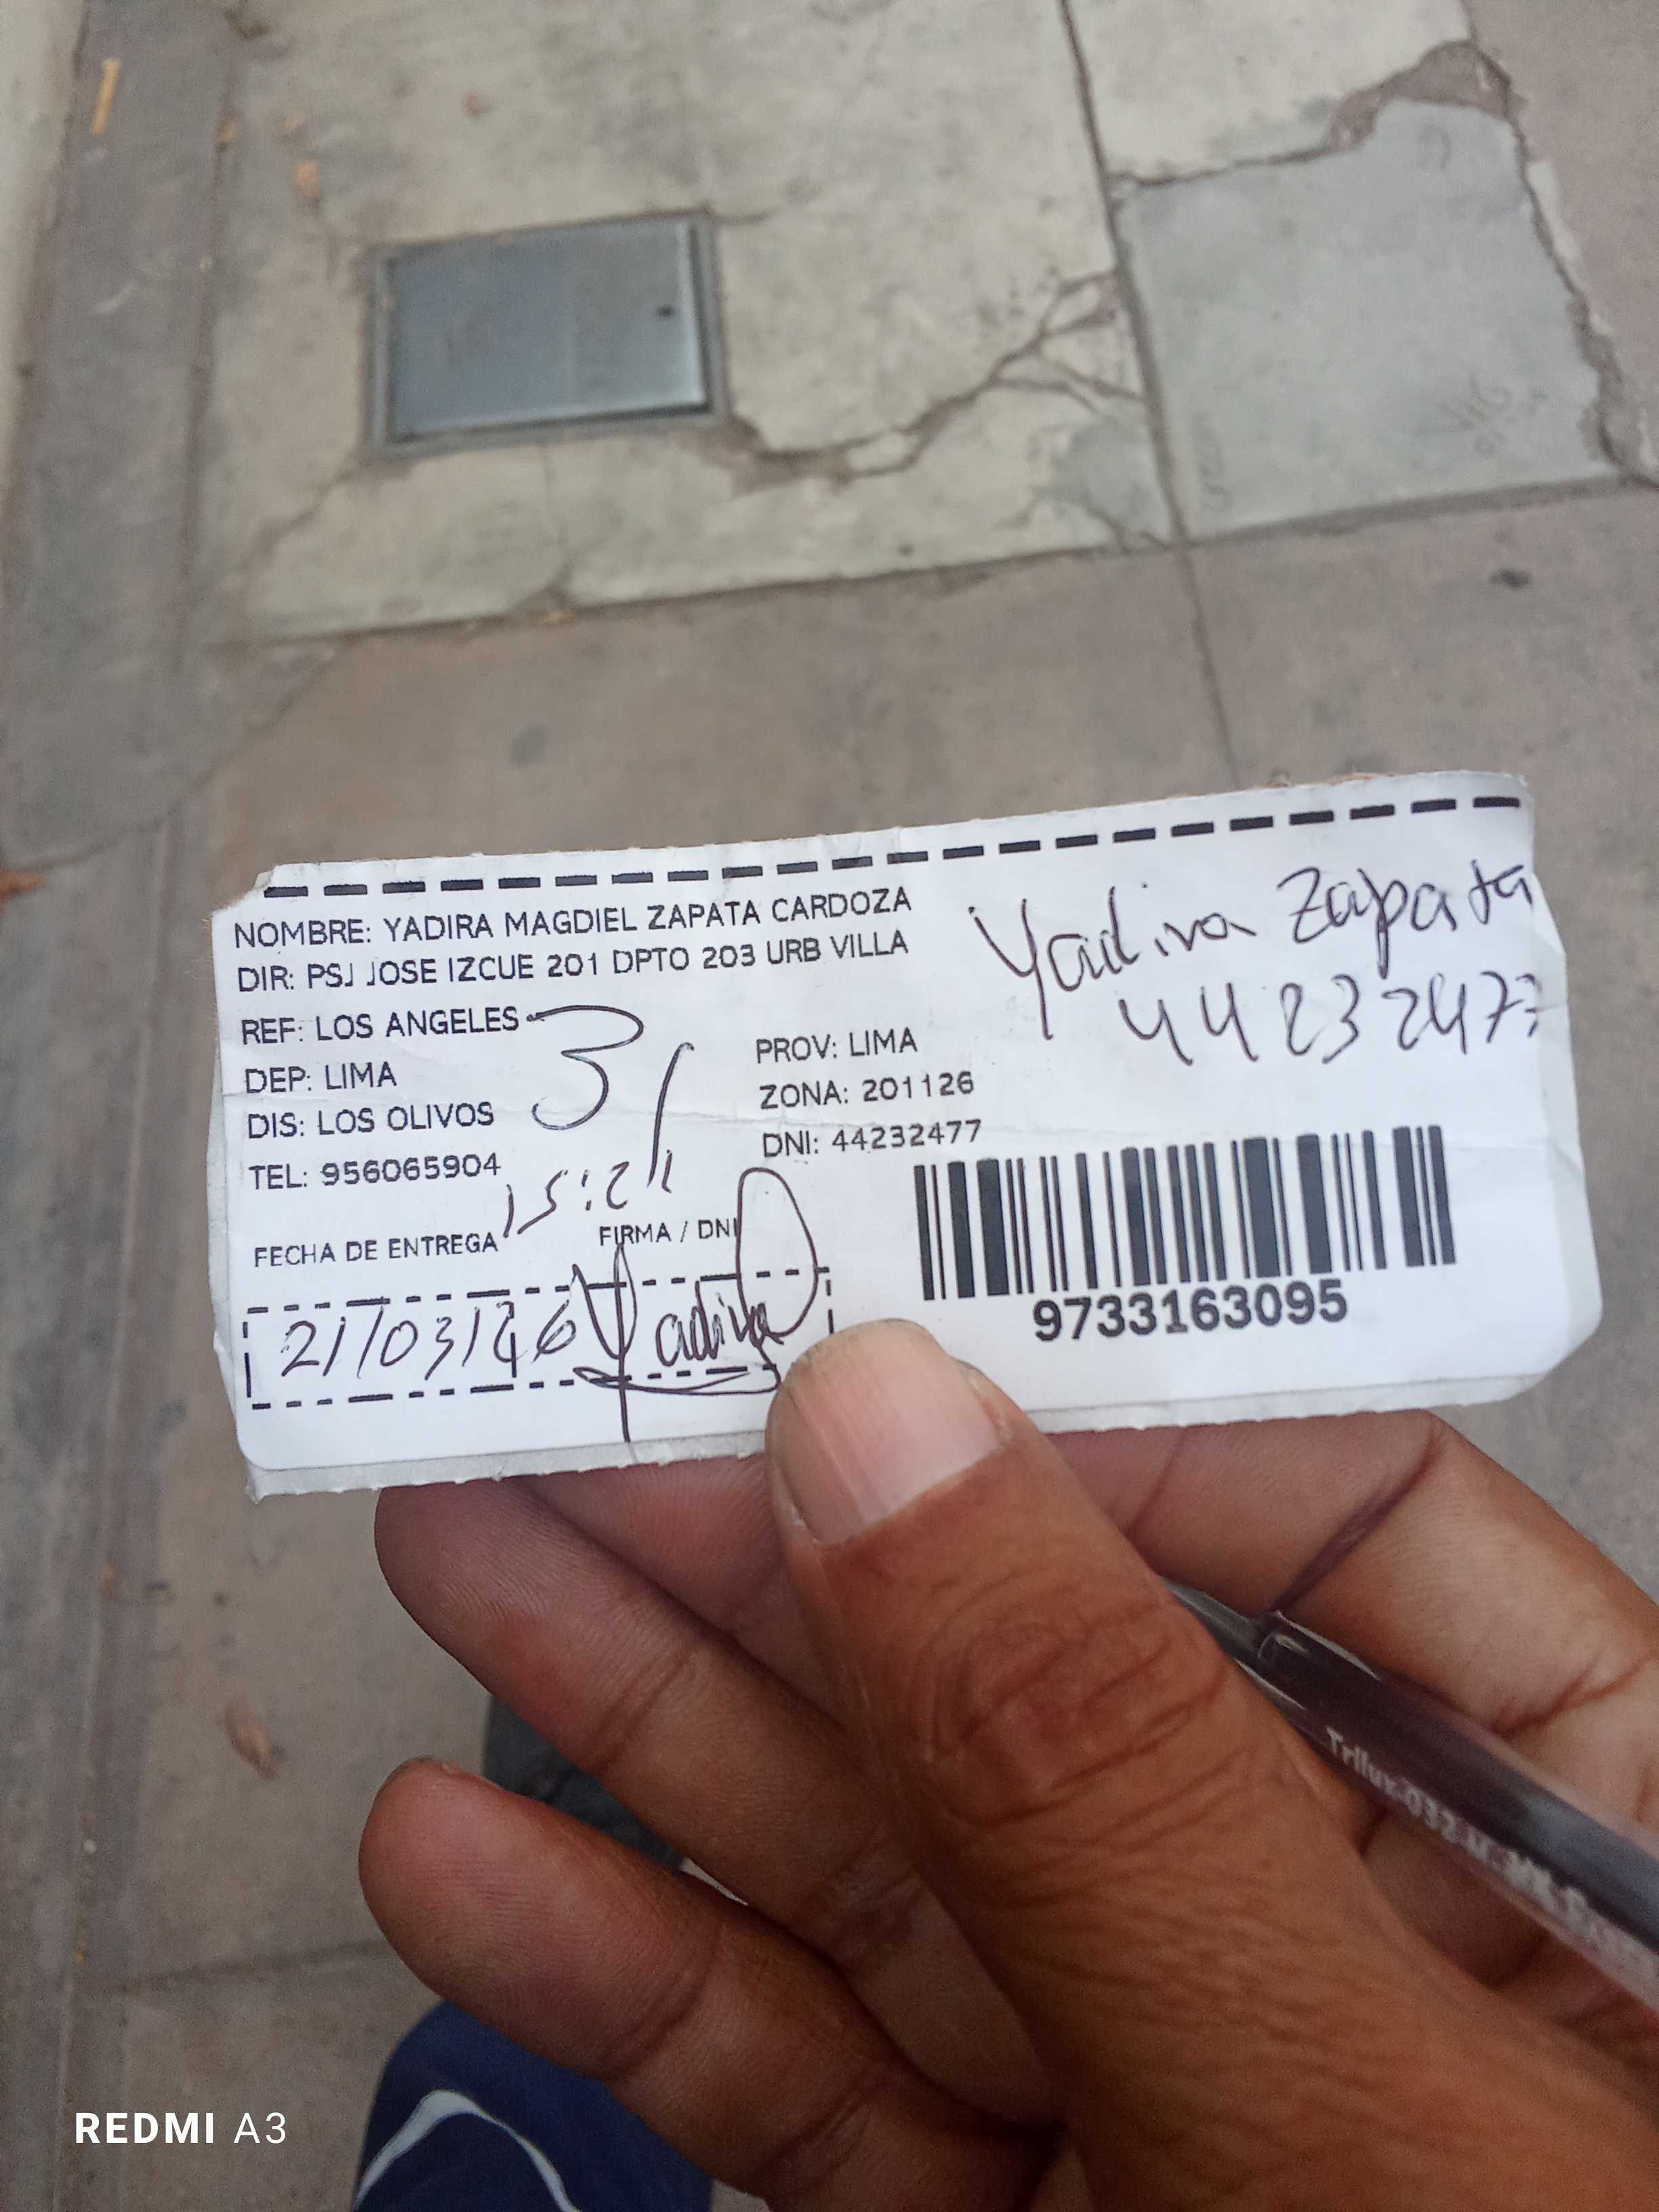 NOMBRE: YADIRA MAGDIEL ZAPATA CARDOZA
DIR: PSJ JOSE IZCUE 201 DPTO 203 URB VILLA
REF: LOS ANGELES
DEP: LIMA
PROV: LIMA
DIS: LOS OLIVOS
ZONA: 201126
TEL: 956065904
DNI: 44232477
Yadira Zapata
44232477
15:21
FECHA DE ENTREGA
FIRMA / DNI
21/03/26
Yadira
9733163095
Trilux 032 M
REDMI A3